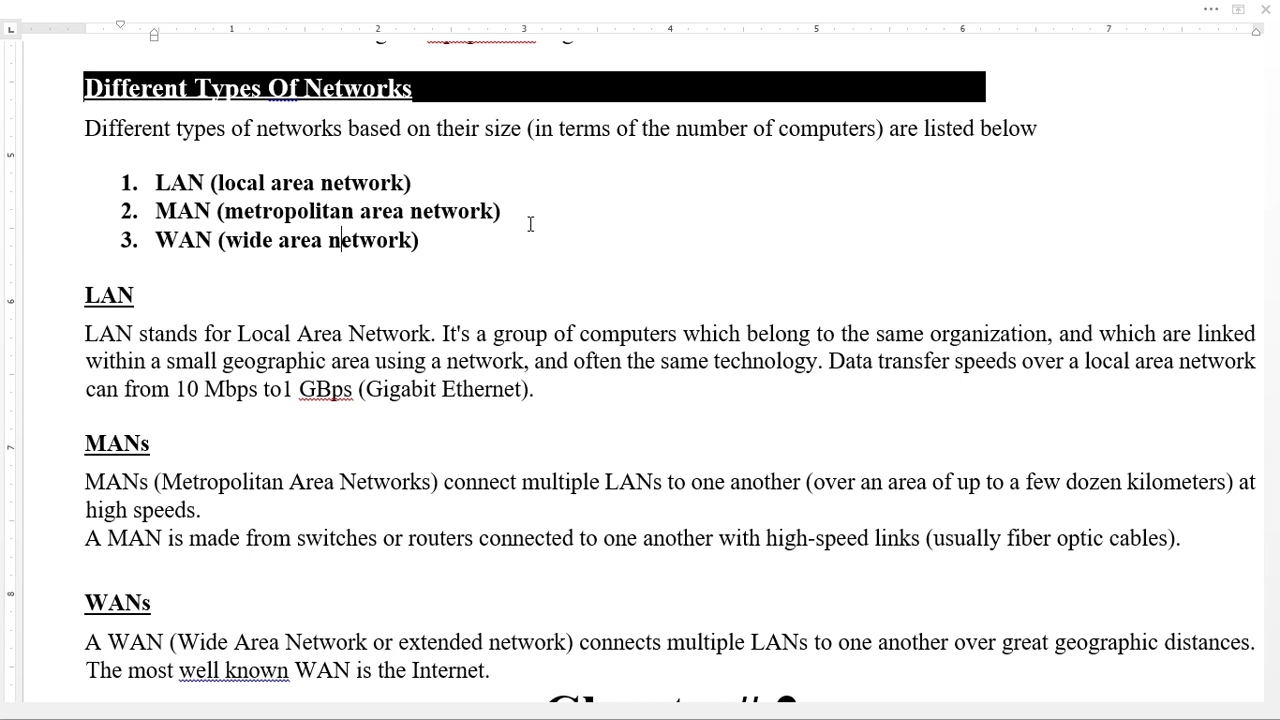 1 2 3 4 5 6 7
Different Types Of Networks
Different types of networks based on their size (in terms of the number of computers) are listed below
1. LAN (local area network)
2. MAN (metropolitan area network)
3. WAN (wide area network)
LAN
LAN stands for Local Area Network. It's a group of computers which belong to the same organization, and which are linked
within a small geographic area using a network, and often the same technology. Data transfer speeds over a local area network
can from 10 Mbps to1 GBps (Gigabit Ethernet).
MANs
MANs (Metropolitan Area Networks) connect multiple LANs to one another (over an area of up to a few dozen kilometers) at
high speeds.
A MAN is made from switches or routers connected to one another with high-speed links (usually fiber optic cables).
WANs
A WAN (Wide Area Network or extended network) connects multiple LANs to one another over great geographic distances.
The most well known WAN is the Internet.